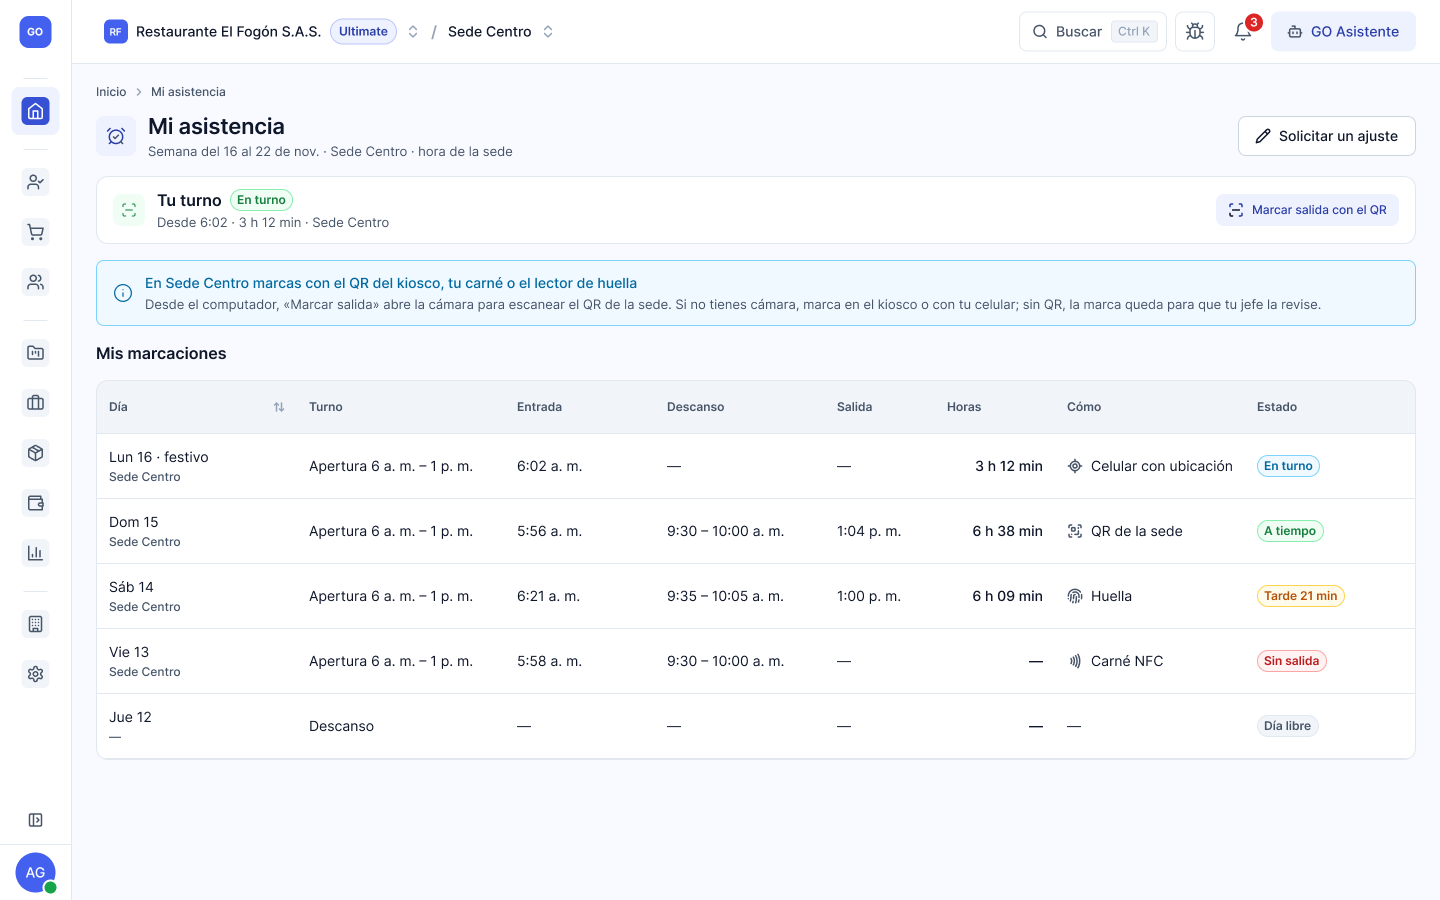 GO
RF Restaurante El Fogón S.A.S. Ultimate / Sede Centro
Buscar Ctrl K
3
GO Asistente
Inicio > Mi asistencia
Mi asistencia
Semana del 16 al 22 de nov. · Sede Centro · hora de la sede
Solicitar un ajuste
Tu turno En turno
Desde 6:02 · 3 h 12 min · Sede Centro
Marcar salida con el QR
En Sede Centro marcas con el QR del kiosco, tu carné o el lector de huella
Desde el computador, «Marcar salida» abre la cámara para escanear el QR de la sede. Si no tienes cámara, marca en el kiosco o con tu celular; sin QR, la marca queda para que tu jefe la revise.
Mis marcaciones
Día Turno Entrada Descanso Salida Horas Cómo Estado
Lun 16 · festivo
Sede Centro
Apertura 6 a. m. – 1 p. m. 6:02 a. m. — — 3 h 12 min Celular con ubicación En turno
Dom 15
Sede Centro
Apertura 6 a. m. – 1 p. m. 5:56 a. m. 9:30 – 10:00 a. m. 1:04 p. m. 6 h 38 min QR de la sede A tiempo
Sáb 14
Sede Centro
Apertura 6 a. m. – 1 p. m. 6:21 a. m. 9:35 – 10:05 a. m. 1:00 p. m. 6 h 09 min Huella Tarde 21 min
Vie 13
Sede Centro
Apertura 6 a. m. – 1 p. m. 5:58 a. m. 9:30 – 10:00 a. m. — — Carné NFC Sin salida
Jue 12
—
Descanso — — — — — Día libre
AG